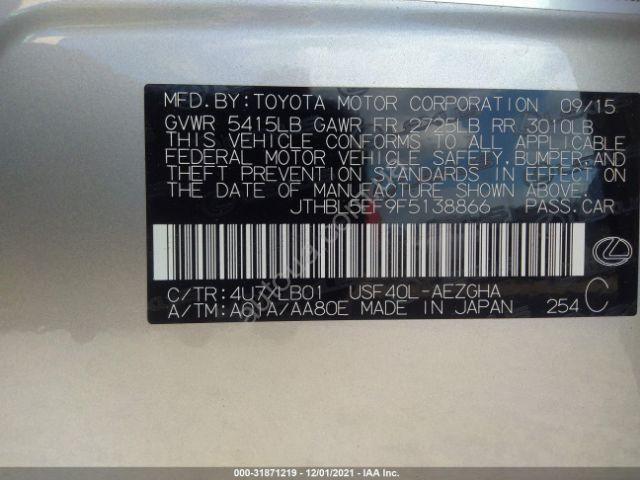 MFD. BY: TOYOTA MOTOR CORPORATION 09/15
GVWR 5415LB GAWR FR 2725LB RR 3010LB
THIS VEHICLE CONFORMS TO ALL APPLICABLE
FEDERAL MOTOR VEHICLE SAFETY, BUMPER, AND
THEFT PREVENTION STANDARDS IN EFFECT ON
THE DATE OF MANUFACTURE SHOWN ABOVE.
JTHBL5EF9F5138866 PASS. CAR
C/TR: LB01 USF40L-AEZGHA C
A/TM: /AA80E MADE IN JAPAN 254
autoua.com
000-31871219 • 12/01/2021 • IAA Inc.